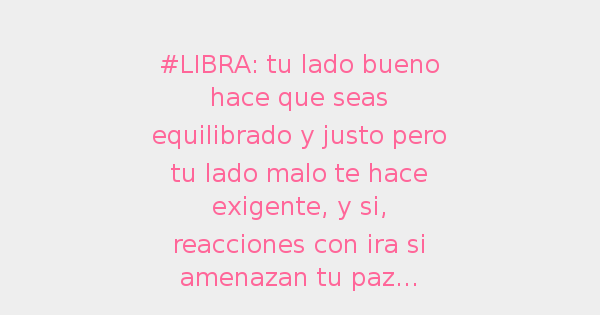 #LIBRA: tu lado bueno
hace que seas
equilibrado y justo pero
tu lado malo te hace
exigente, y si,
reacciones con ira si
amenazan tu paz...